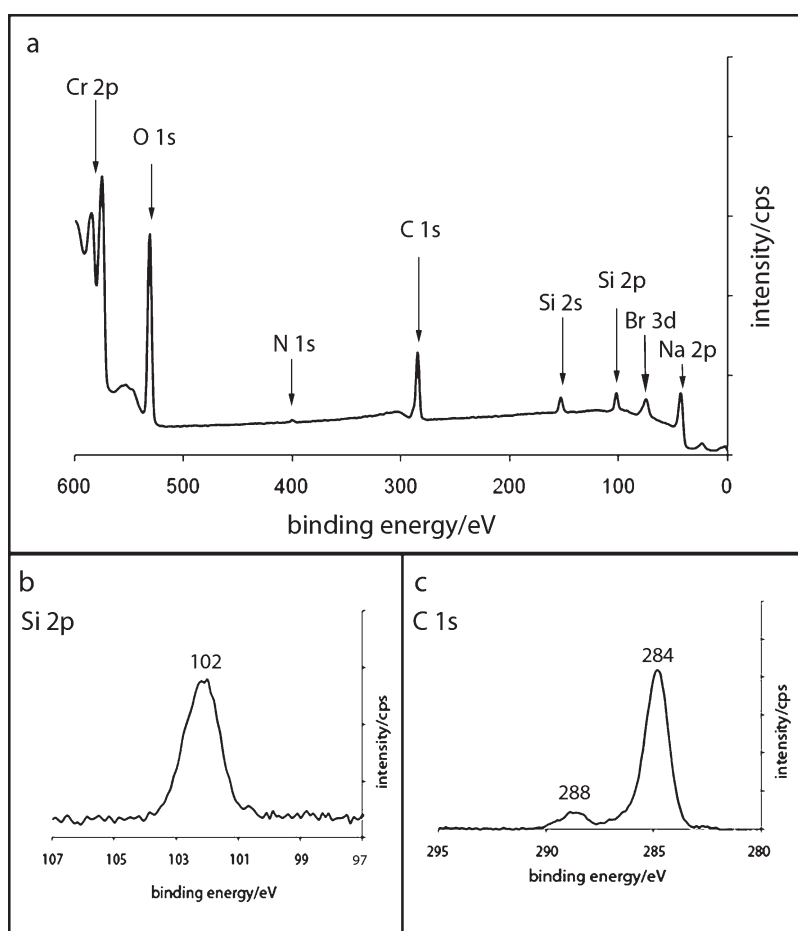 a
Cr 2p
O 1s
N 1s
C 1s
Si 2s
Si 2p
Br 3d
Na 2p
intensity/cps
600 500 400 300 200 100 0
binding energy/eV
b
Si 2p
102
intensity/cps
107 105 103 101 99 97
binding energy/eV
c
C 1s
284
288
intensity/cps
295 290 285 280
binding energy/eV